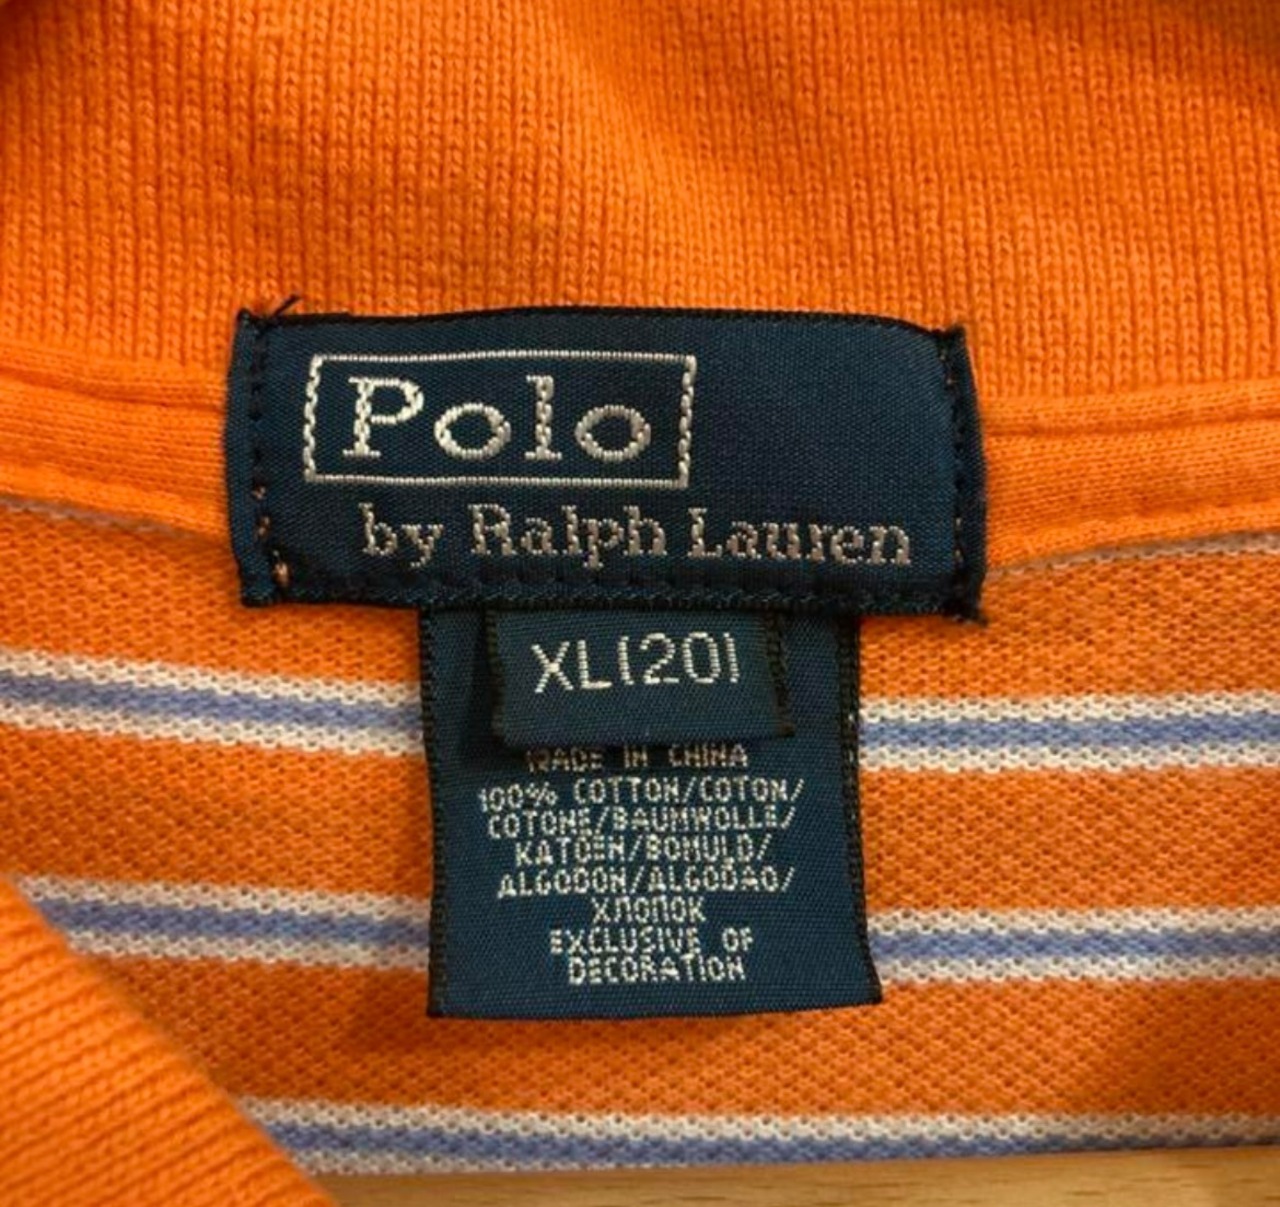 Polo
by Ralph Lauren
XL(20)
MADE IN CHINA
100% COTTON/COTON/
COTONE/BAUMWOLLE/
KATOEN/BOMULD/
ALGODON/ALGODAO/
ХЛОПОК
EXCLUSIVE OF
DECORATION